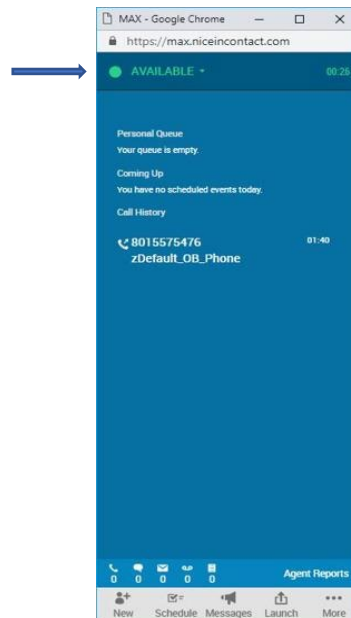 MAX - Google Chrome
https://max.niceincontact.com
AVAILABLE
00:26
Personal Queue
Your queue is empty.
Coming Up
You have no scheduled events today.
Call History
8015575476 01:40
zDefault_OB_Phone
0 0 0 0 0 Agent Reports
New Schedule Messages Launch More